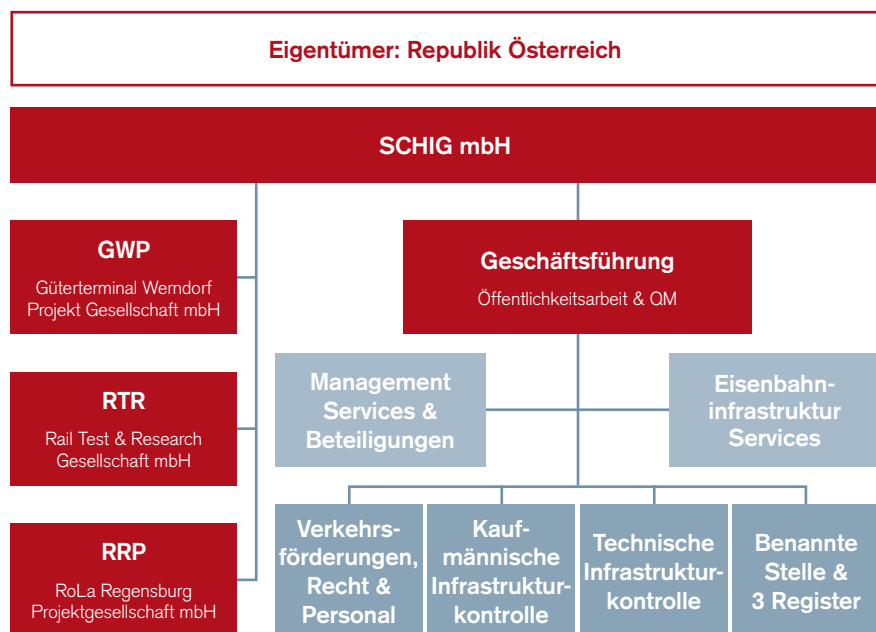 Eigentümer: Republik Österreich
SCHIG mbH
GWP
Güterterminal Werndorf
Projekt Gesellschaft mbH
RTR
Rail Test & Research
Gesellschaft mbH
RRP
RoLa Regensburg
Projektgesellschaft mbH
Geschäftsführung
Öffentlichkeitsarbeit & QM
Management
Services &
Beteiligungen
Eisenbahn-
infrastruktur
Services
Verkehrs-
förderungen,
Recht &
Personal
Kauf-
männische
Infrastruktur-
kontrolle
Technische
Infrastruktur-
kontrolle
Benannte
Stelle &
3 Register